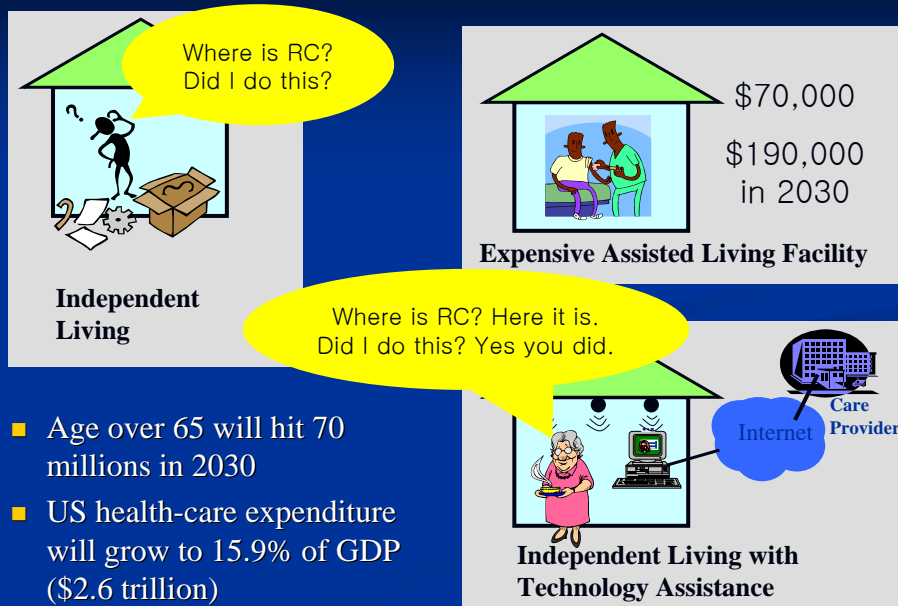 Where is RC?
Did I do this?
Independent
Living
$70,000
$190,000
in 2030
Expensive Assisted Living Facility
Where is RC? Here it is.
Did I do this? Yes you did.
Internet
Care
Provider
Independent Living with
Technology Assistance
Age over 65 will hit 70
millions in 2030
US health-care expenditure
will grow to 15.9% of GDP
($2.6 trillion)